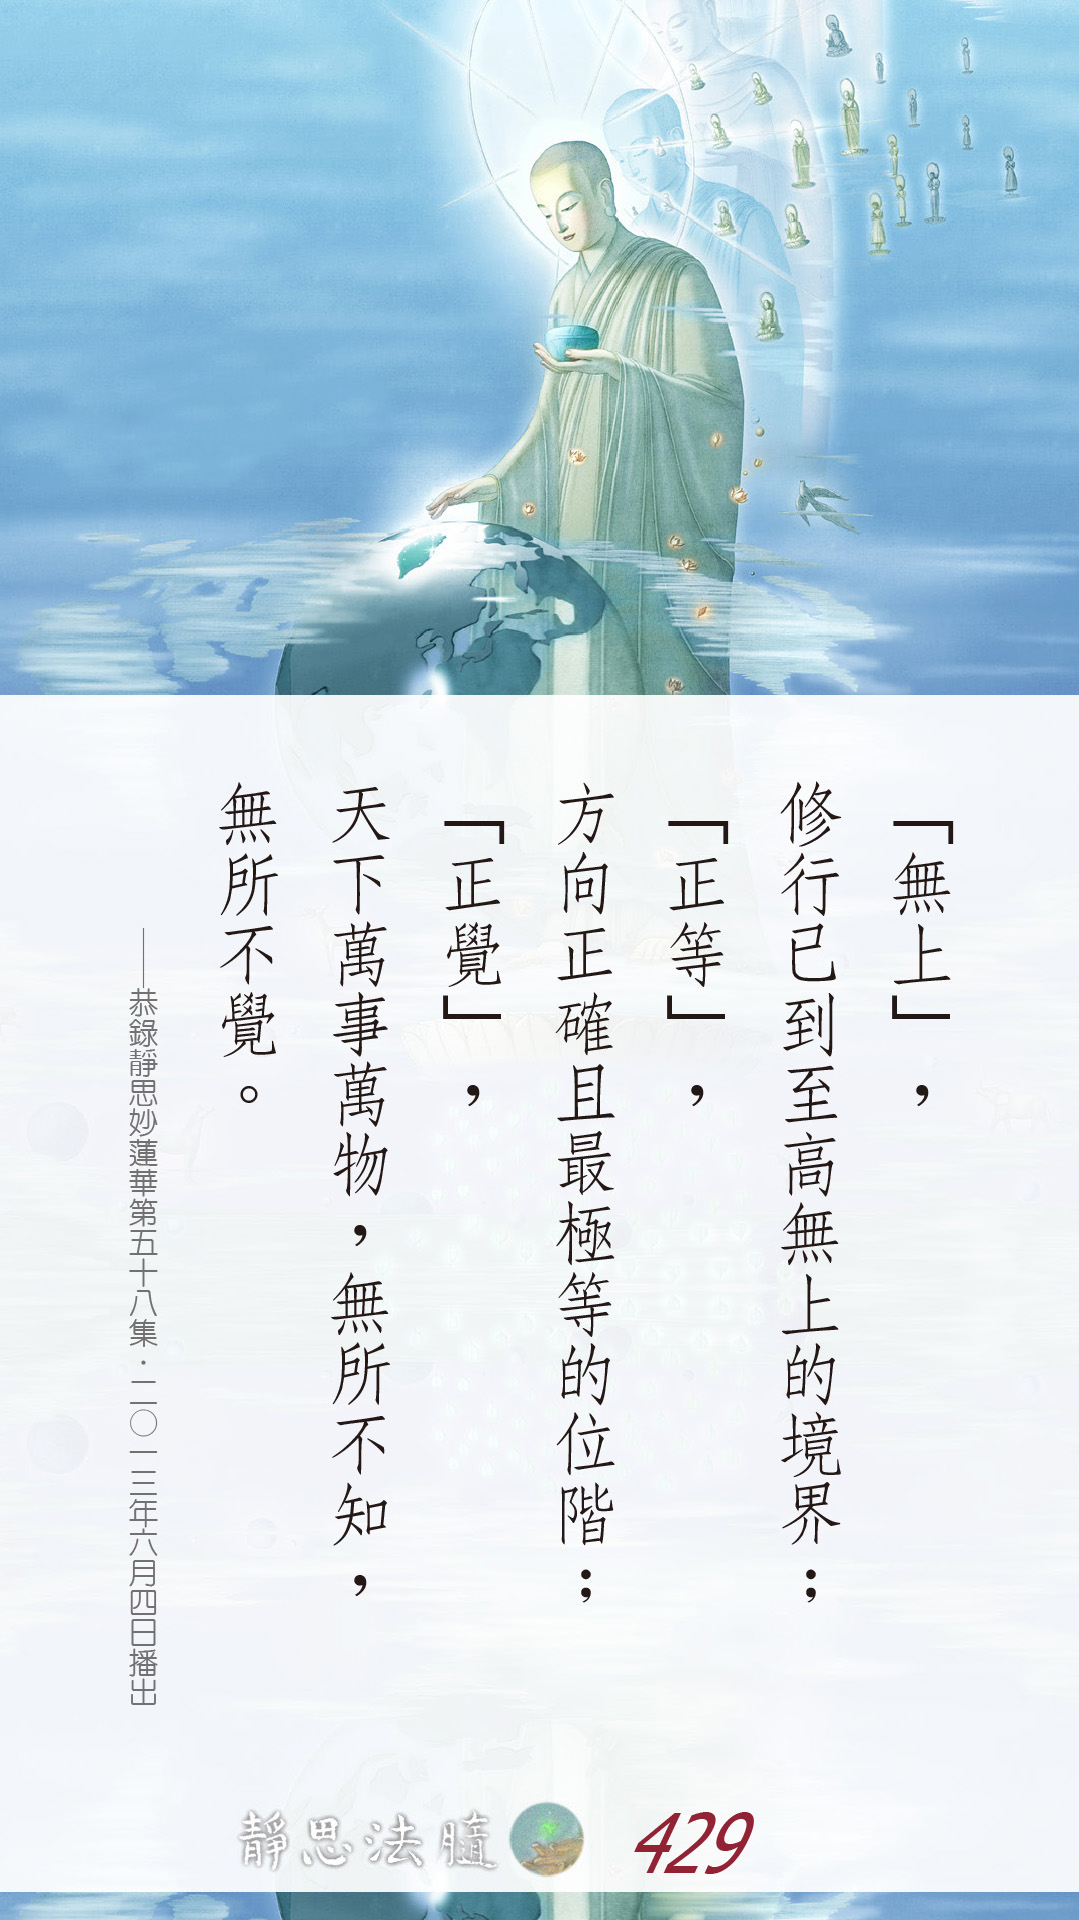 「無上」，
修行已到至高無上的境界；
「正等」，
方向正確且最極等的位階；
「正覺」，
天下萬事萬物，無所不知，
無所不覺。
——恭錄靜思妙蓮華第五十八集·二〇一三年六月四日播出
靜思法髓
429